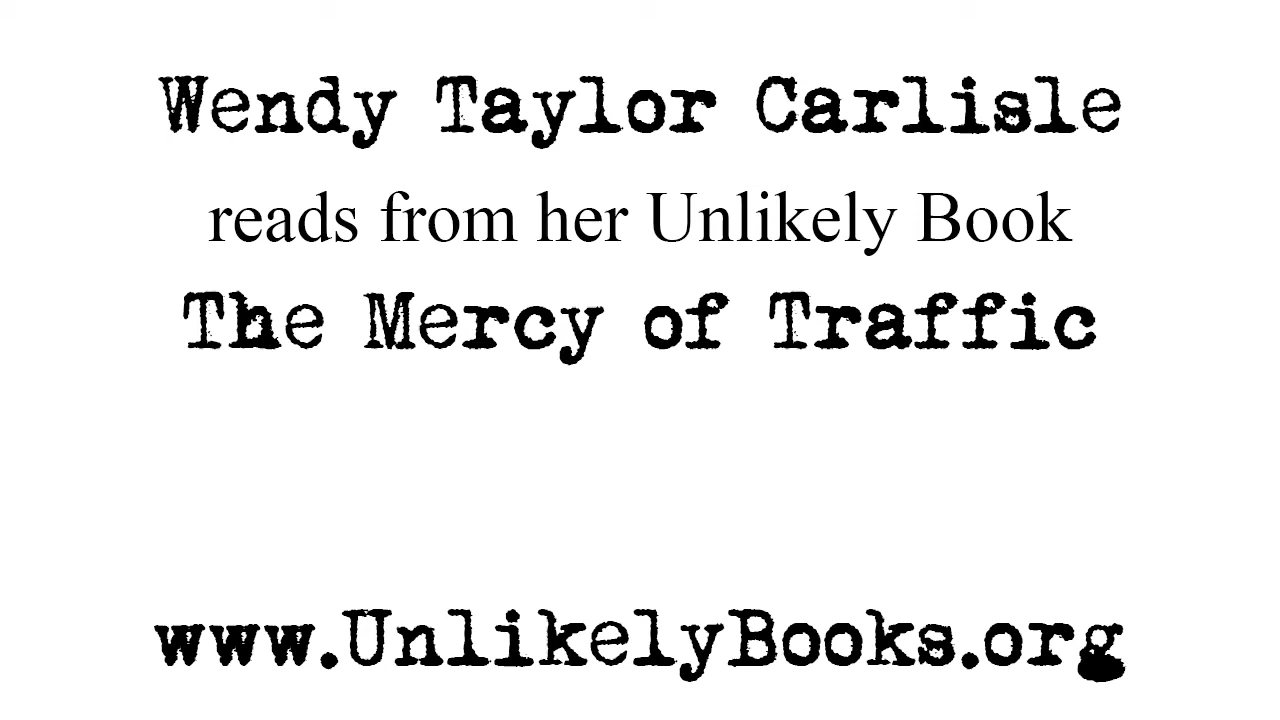 Wendy Taylor Carlisle
reads from her Unlikely Book
The Mercy of Traffic
www.UnlikelyBooks.org